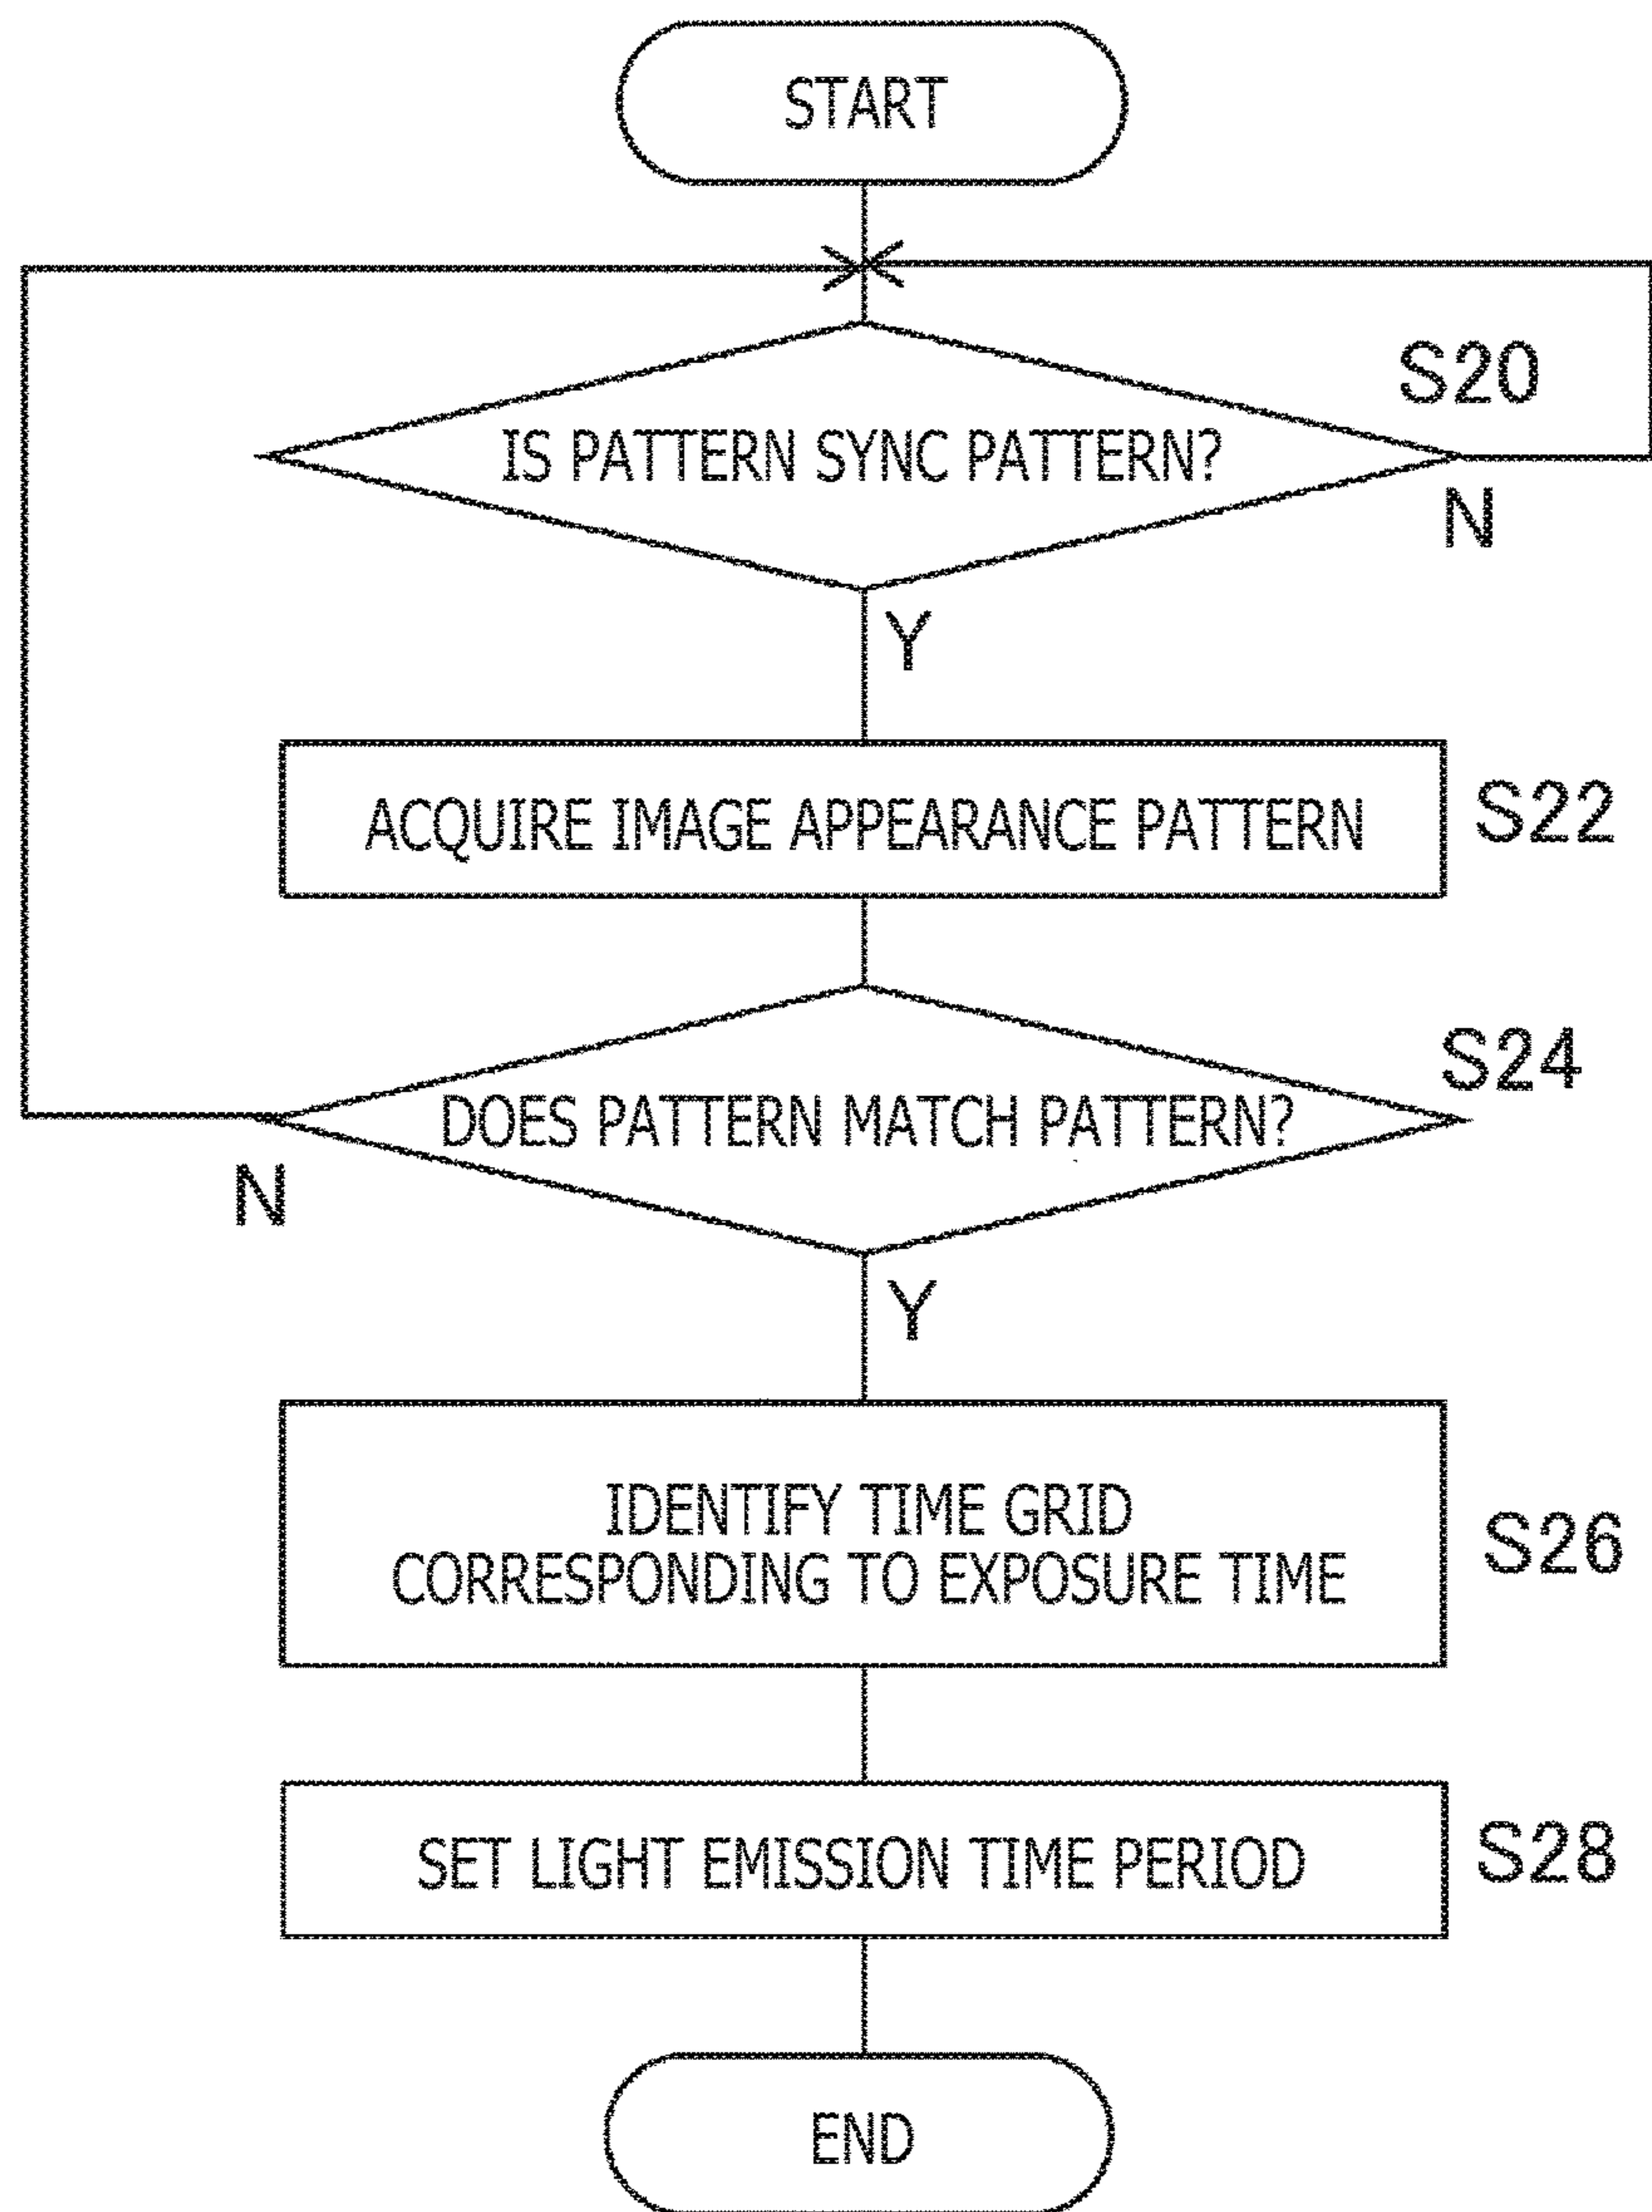 START
S20
IS PATTERN SYNC PATTERN?
N
Y
ACQUIRE IMAGE APPEARANCE PATTERN
S22
S24
DOES PATTERN MATCH PATTERN?
N
Y
IDENTIFY TIME GRID
CORRESPONDING TO EXPOSURE TIME
S26
SET LIGHT EMISSION TIME PERIOD
S28
END